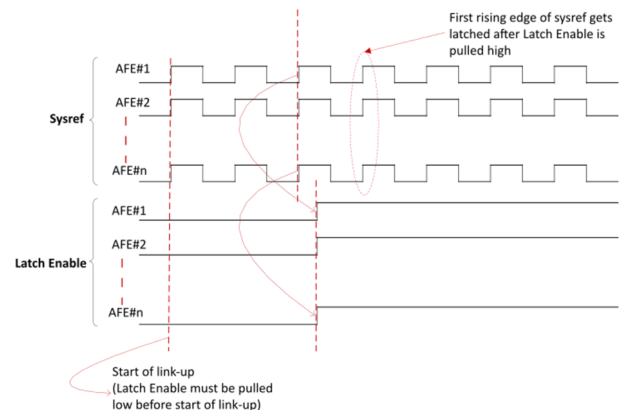 First rising edge of sysref gets
latched after Latch Enable is
pulled high
AFE#1
AFE#2
Sysref
AFE#n
AFE#1
AFE#2
Latch Enable
AFE#n
Start of link-up
(Latch Enable must be pulled
low before start of link-up)